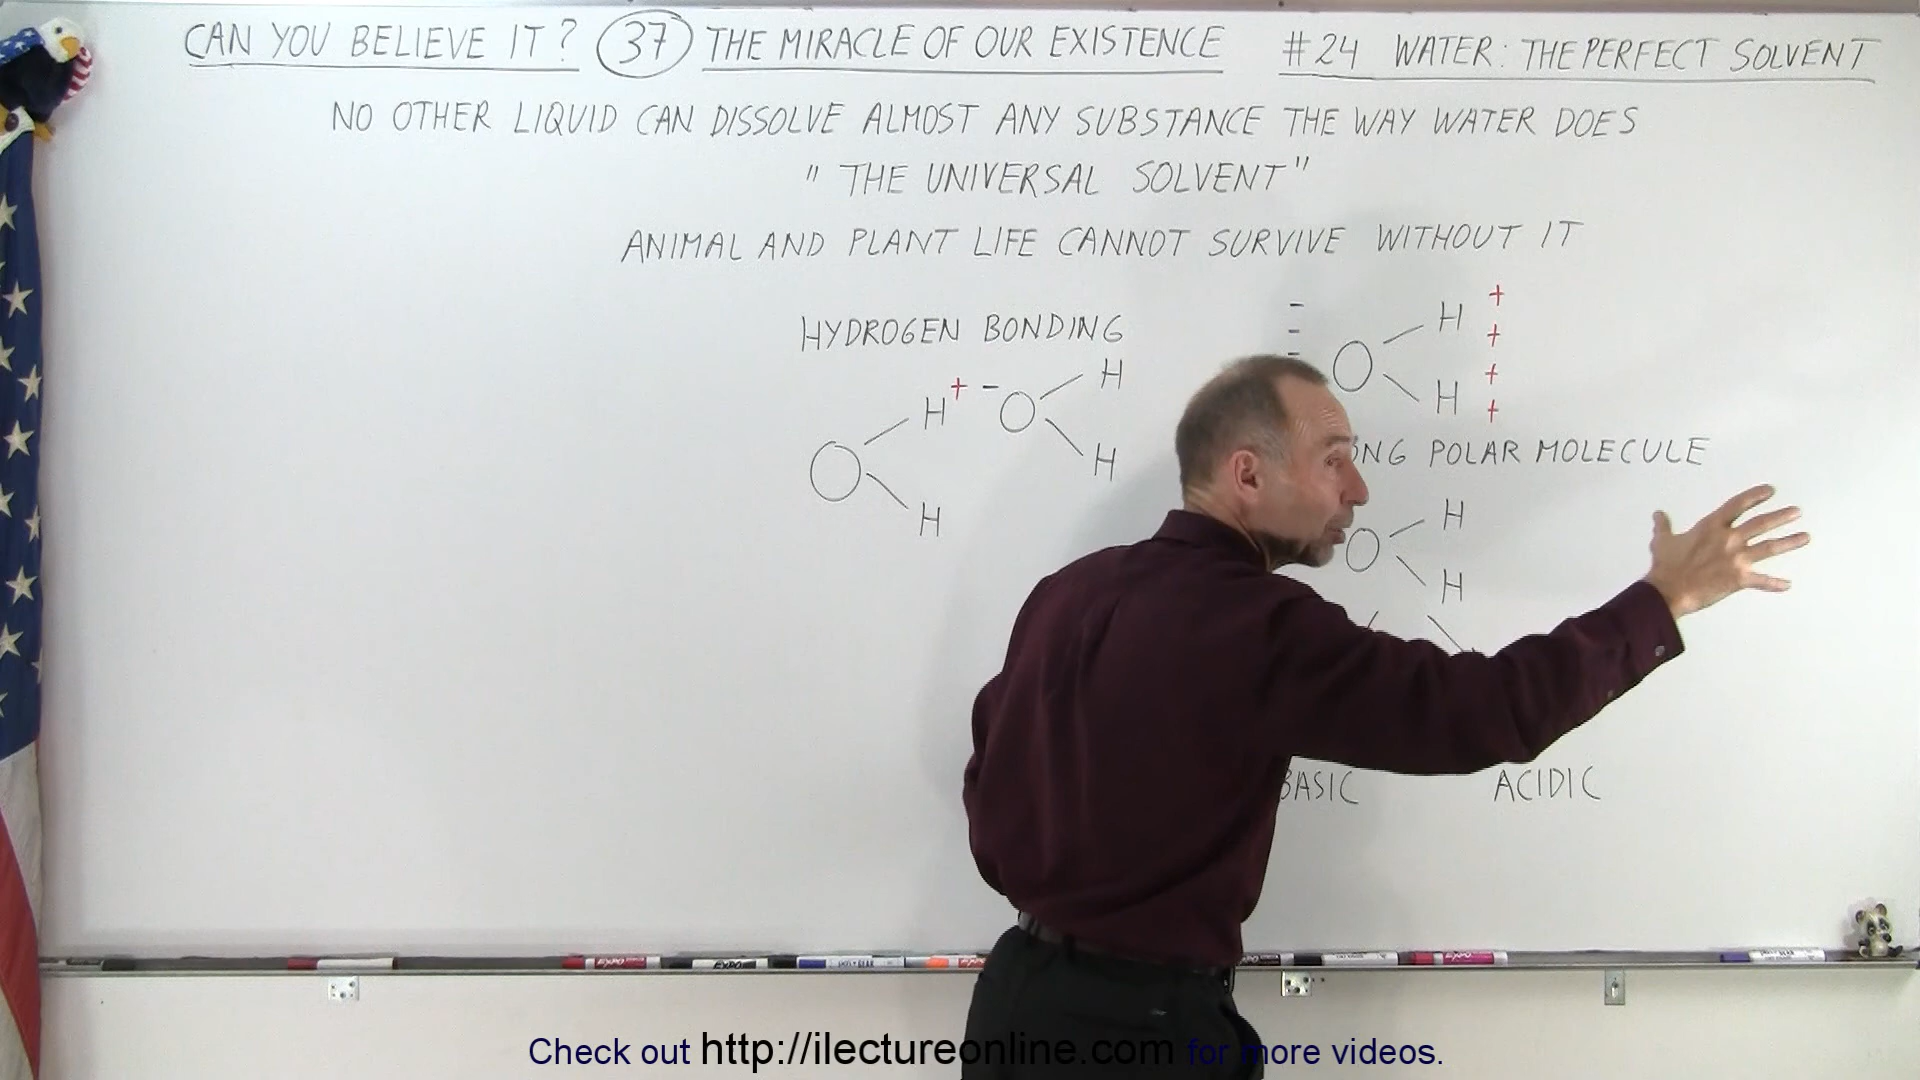 CAN YOU BELIEVE IT? 37 THE MIRACLE OF OUR EXISTENCE #24 WATER: THE PERFECT SOLVENT
NO OTHER LIQUID CAN DISSOLVE ALMOST ANY SUBSTANCE THE WAY WATER DOES
"THE UNIVERSAL SOLVENT"
ANIMAL AND PLANT LIFE CANNOT SURVIVE WITHOUT IT
HYDROGEN BONDING
H + - O H
O H
H
- - - O H + + + +
H
POLAR MOLECULE
O H
H
BASIC ACIDIC
EXPO
Check out http://ilectureonline.com for more videos.